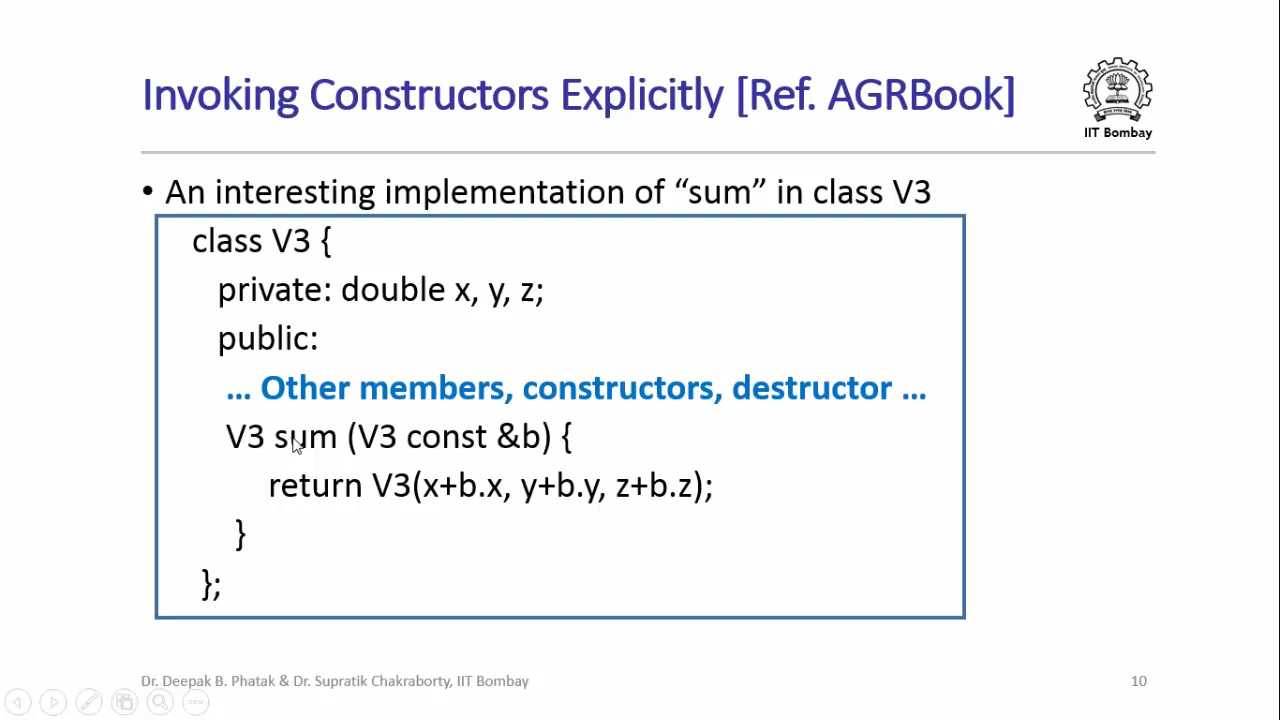 Invoking Constructors Explicitly [Ref. AGRBook]
IIT Bombay
• An interesting implementation of “sum” in class V3
class V3 {
private: double x, y, z;
public:
... Other members, constructors, destructor ...
V3 sum (V3 const &b) {
return V3(x+b.x, y+b.y, z+b.z);
}
};
Dr. Deepak B. Phatak & Dr. Supratik Chakraborty, IIT Bombay
10